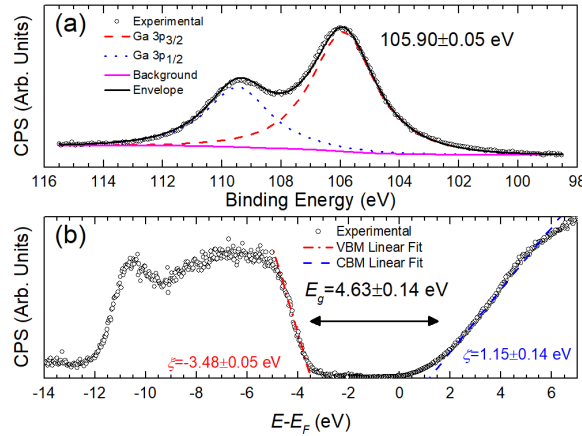 (a)
Experimental
Ga 3p3/2
Ga 3p1/2
Background
Envelope
105.90±0.05 eV
CPS (Arb. Units)
116 114 112 110 108 106 104 102 100 98
Binding Energy (eV)
(b)
Experimental
VBM Linear Fit
CBM Linear Fit
Eg=4.63±0.14 eV
CPS (Arb. Units)
ξ=-3.48±0.05 eV
ζ=1.15±0.14 eV
-14 -12 -10 -8 -6 -4 -2 0 2 4 6
E-EF (eV)